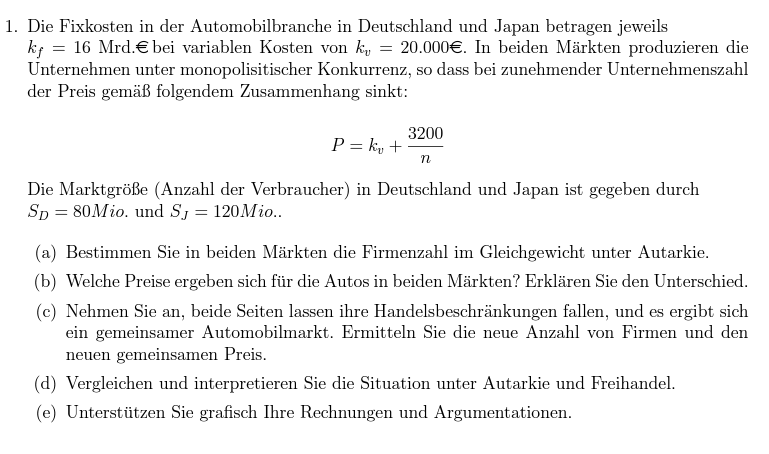 1. Die Fixkosten in der Automobilbranche in Deutschland und Japan betragen jeweils
k_f = 16 Mrd.€ bei variablen Kosten von k_v = 20.000€. In beiden Märkten produzieren die
Unternehmen unter monopolisitischer Konkurrenz, so dass bei zunehmender Unternehmenszahl
der Preis gemäß folgendem Zusammenhang sinkt:
P = k_v + 3200/n
Die Marktgröße (Anzahl der Verbraucher) in Deutschland und Japan ist gegeben durch
S_D = 80Mio. und S_J = 120Mio..
(a) Bestimmen Sie in beiden Märkten die Firmenzahl im Gleichgewicht unter Autarkie.
(b) Welche Preise ergeben sich für die Autos in beiden Märkten? Erklären Sie den Unterschied.
(c) Nehmen Sie an, beide Seiten lassen ihre Handelsbeschränkungen fallen, und es ergibt sich
ein gemeinsamer Automobilmarkt. Ermitteln Sie die neue Anzahl von Firmen und den
neuen gemeinsamen Preis.
(d) Vergleichen und interpretieren Sie die Situation unter Autarkie und Freihandel.
(e) Unterstützen Sie grafisch Ihre Rechnungen und Argumentationen.